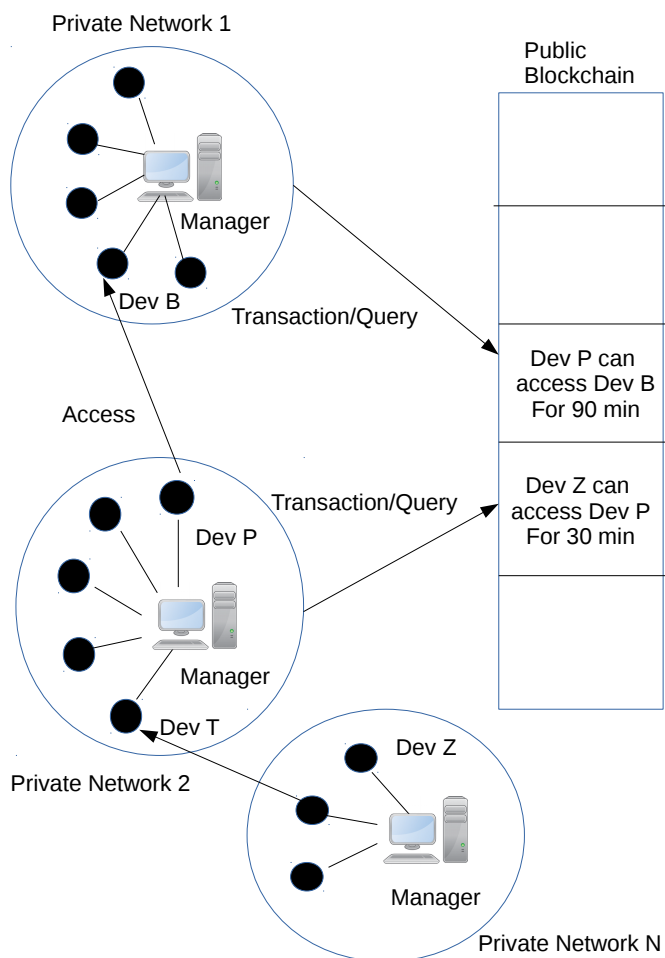 Private Network 1
Public
Blockchain
Manager
Dev B
Transaction/Query
Dev P can
access Dev B
For 90 min
Access
Dev Z can
access Dev P
For 30 min
Transaction/Query
Dev P
Manager
Dev T
Private Network 2
Dev Z
Manager
Private Network N